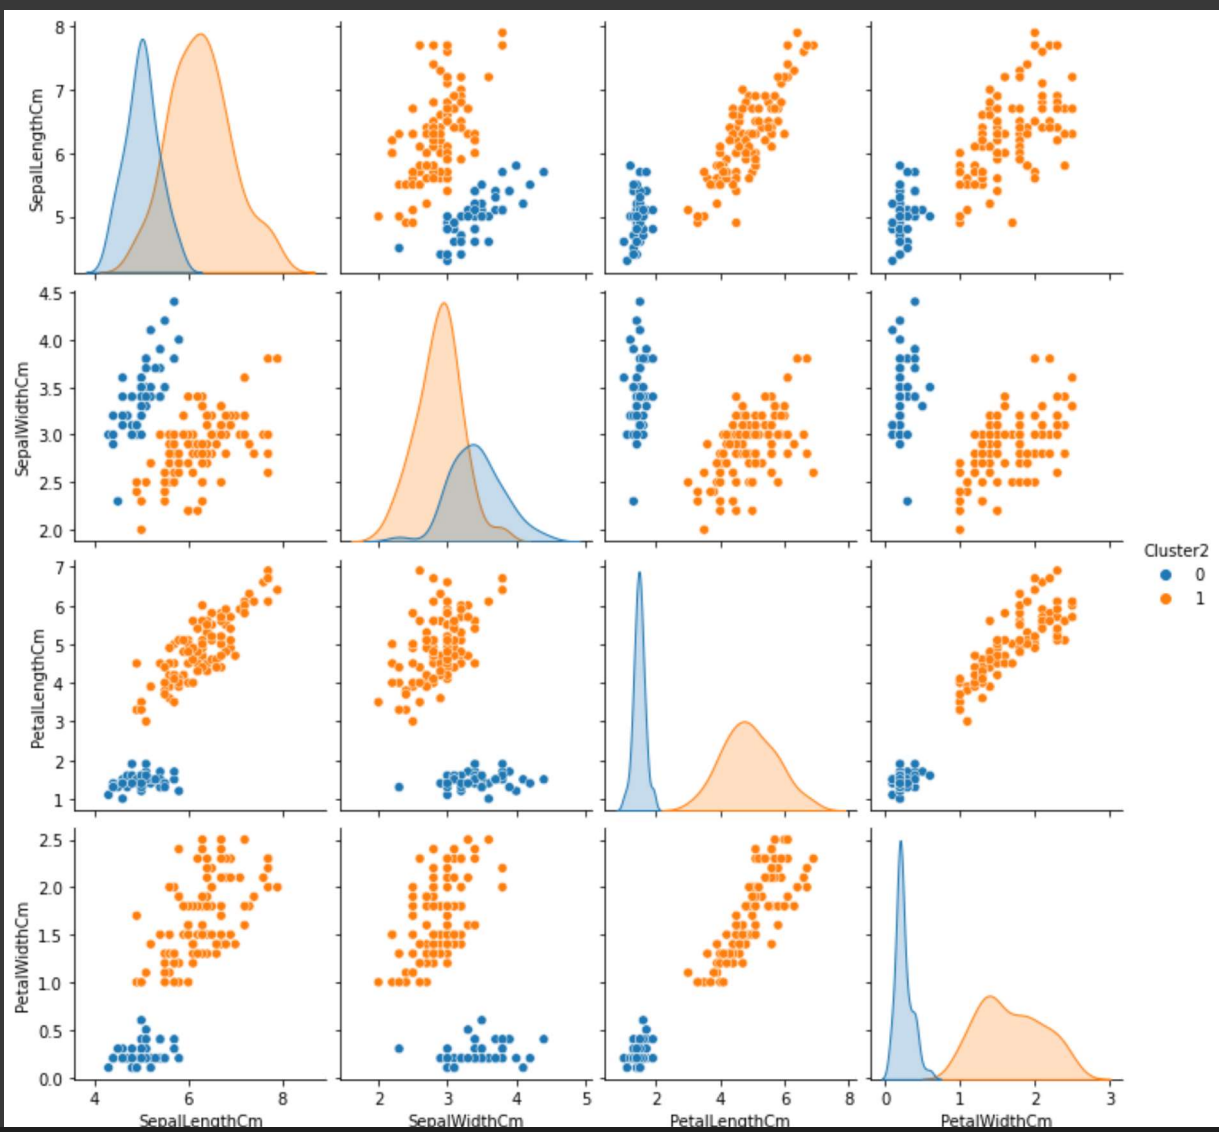 8
7
6
5
SepalLengthCm
4.5
4.0
3.5
3.0
2.5
2.0
SepalWidthCm
7
6
5
4
3
2
1
PetalLengthCm
2.5
2.0
1.5
1.0
0.5
0.0
PetalWidthCm
4 6 8
SepalLengthCm
2 3 4 5
SepalWidthCm
2 4 6 8
PetalLengthCm
0 1 2 3
PetalWidthCm
Cluster2
0
1